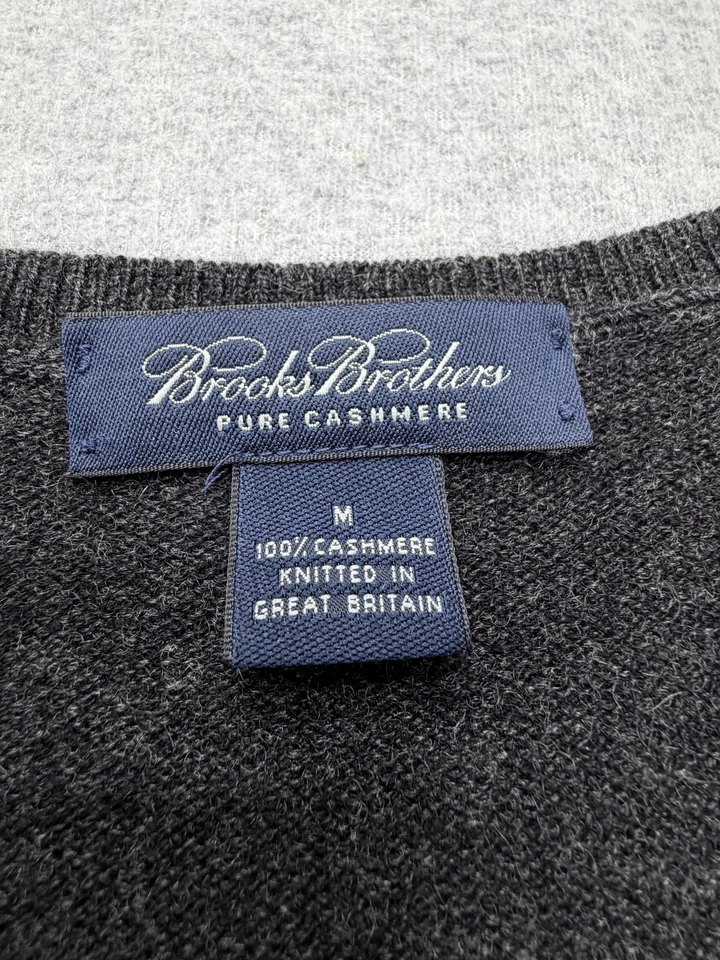 Brooks Brothers
PURE CASHMERE
M
100% CASHMERE
KNITTED IN
GREAT BRITAIN